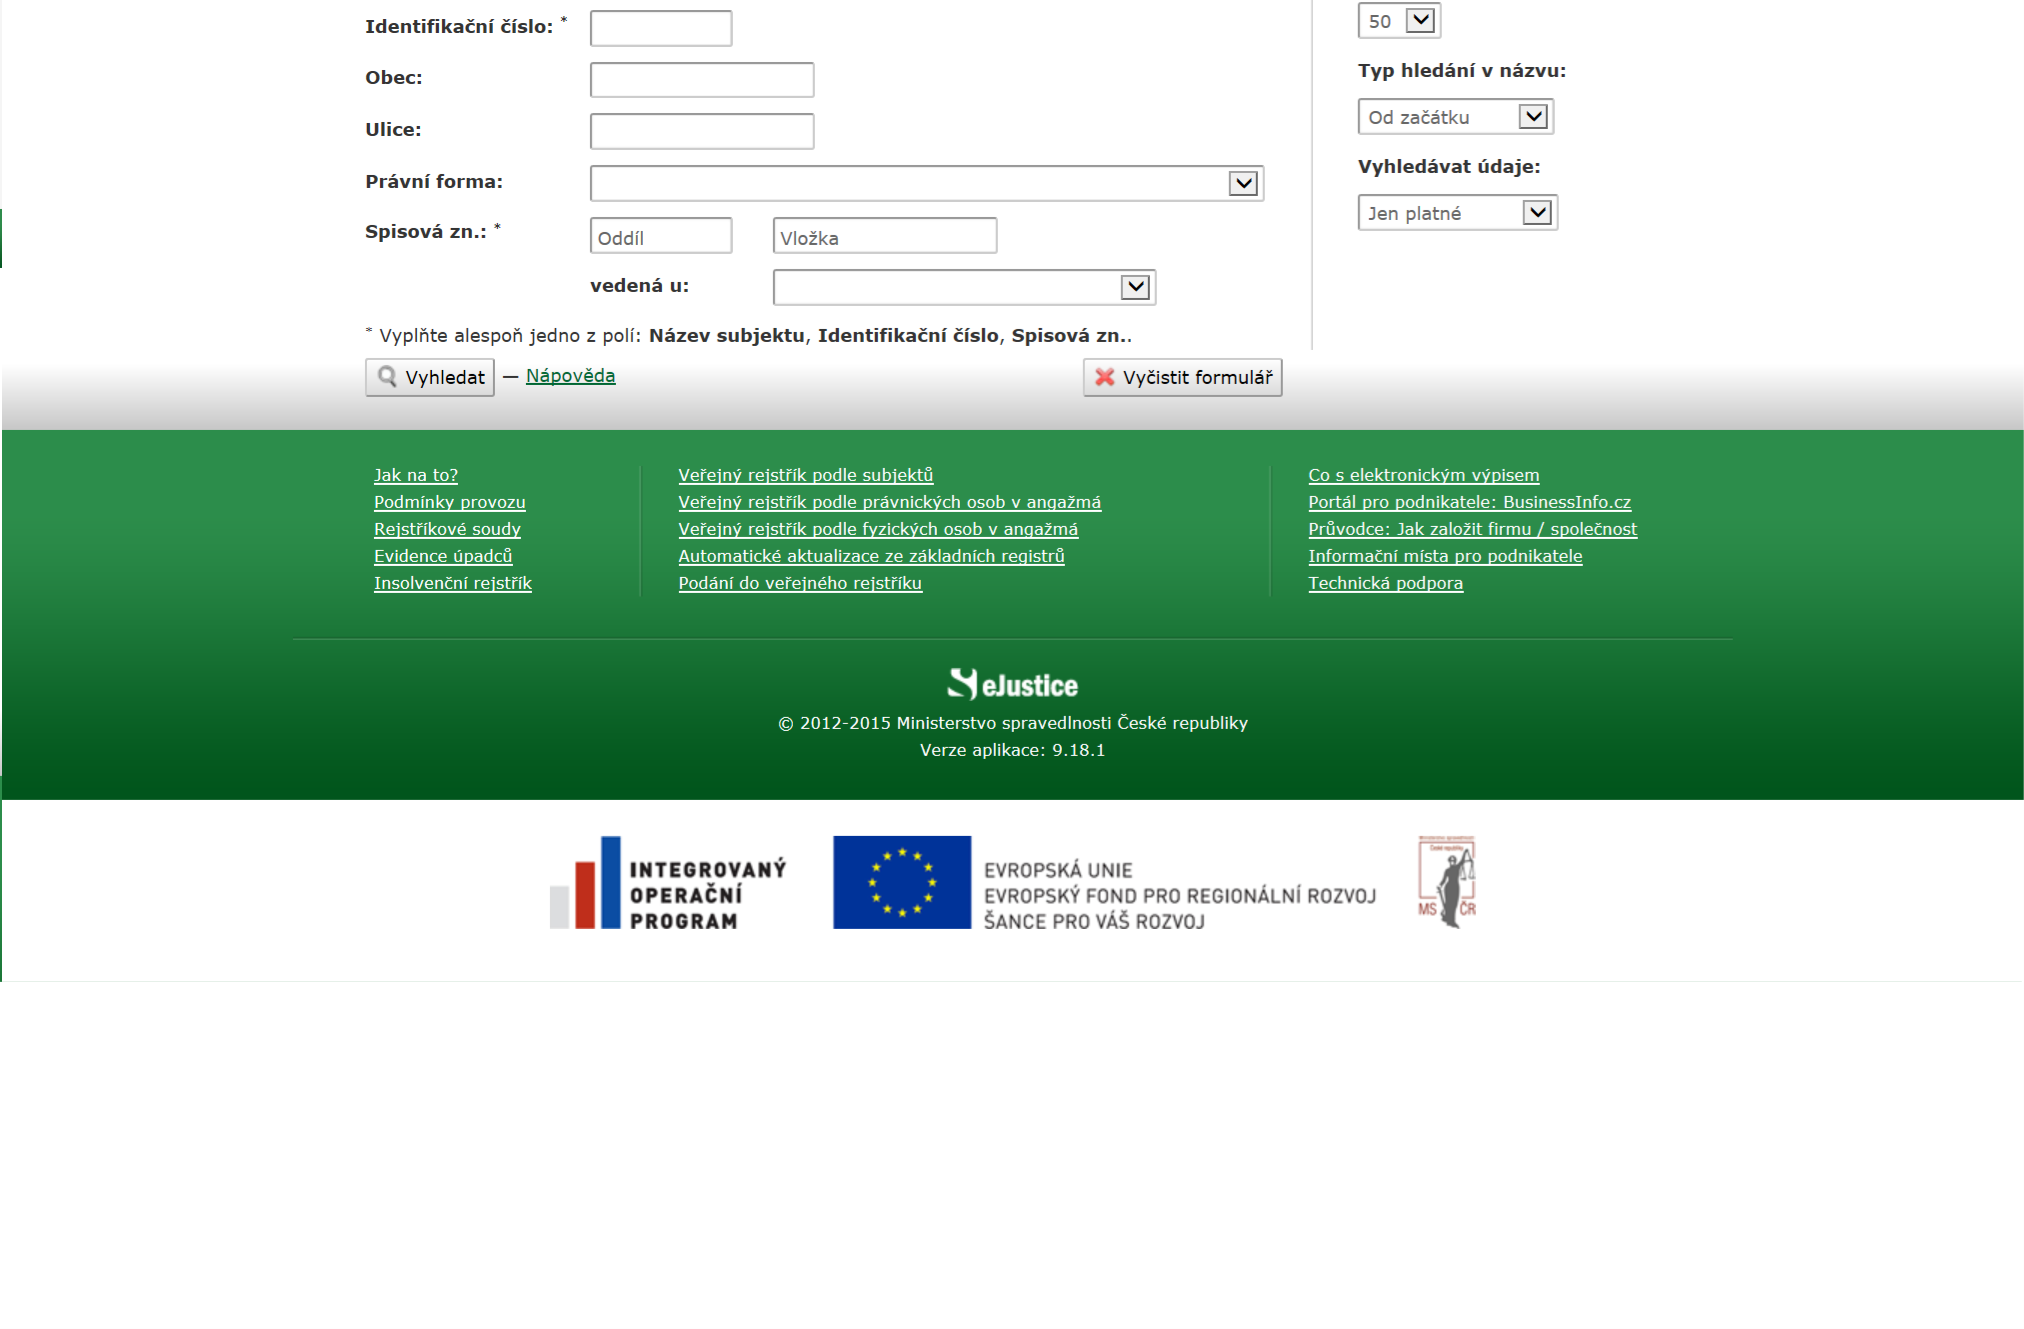 Identifikační číslo: *
Obec:
Ulice:
Právní forma:
Spisová zn.: * Oddíl Vložka
vedená u:
* Vyplňte alespoň jedno z polí: Název subjektu, Identifikační číslo, Spisová zn..
Vyhledat — Nápověda Vyčistit formulář
50
Typ hledání v názvu:
Od začátku
Vyhledávat údaje:
Jen platné
Jak na to?
Podmínky provozu
Rejstříkové soudy
Evidence úpadců
Insolvenční rejstřík
Veřejný rejstřík podle subjektů
Veřejný rejstřík podle právnických osob v angažmá
Veřejný rejstřík podle fyzických osob v angažmá
Automatické aktualizace ze základních registrů
Podání do veřejného rejstříku
Co s elektronickým výpisem
Portál pro podnikatele: BusinessInfo.cz
Průvodce: Jak založit firmu / společnost
Informační místa pro podnikatele
Technická podpora
eJustice
© 2012-2015 Ministerstvo spravedlnosti České republiky
Verze aplikace: 9.18.1
INTEGROVANÝ
OPERAČNÍ
PROGRAM
EVROPSKÁ UNIE
EVROPSKÝ FOND PRO REGIONÁLNÍ ROZVOJ
ŠANCE PRO VÁŠ ROZVOJ
České republiky
MS ČR